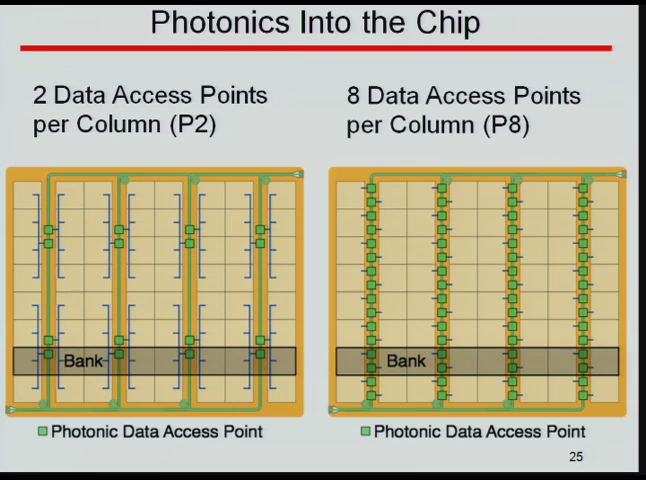 Photonics Into the Chip
2 Data Access Points
per Column (P2)
8 Data Access Points
per Column (P8)
Bank
Bank
Photonic Data Access Point
Photonic Data Access Point
25